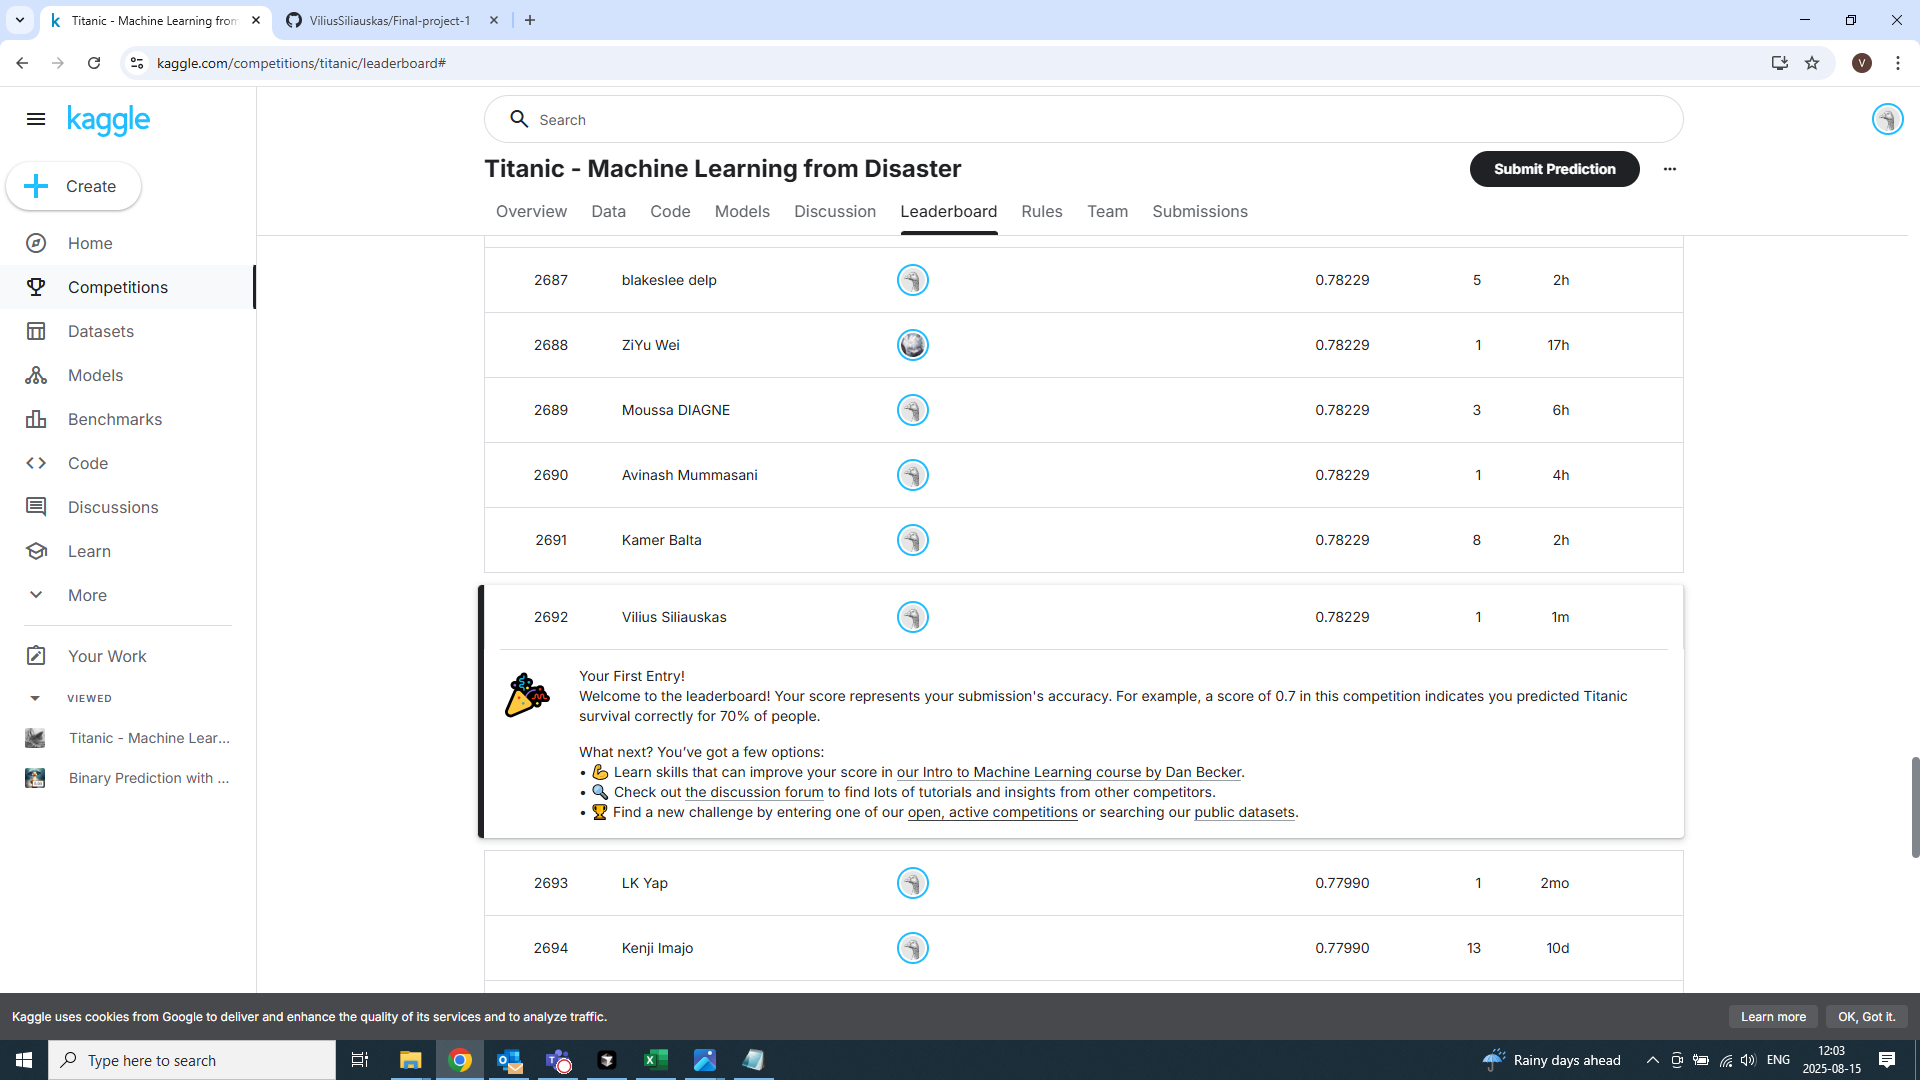 Titanic - Machine Learning from
ViliusSiliauskas/Final-project-1
kaggle.com/competitions/titanic/leaderboard#
V
kaggle
Search
Create
Titanic - Machine Learning from Disaster
Submit Prediction
Overview Data Code Models Discussion Leaderboard Rules Team Submissions
Home
Competitions
Datasets
Models
Benchmarks
Code
Discussions
Learn
More
Your Work
VIEWED
Titanic - Machine Lear...
Binary Prediction with ...
2687 blakeslee delp 0.78229 5 2h
2688 ZiYu Wei 0.78229 1 17h
2689 Moussa DIAGNE 0.78229 3 6h
2690 Avinash Mummasani 0.78229 1 4h
2691 Kamer Balta 0.78229 8 2h
2692 Vilius Siliauskas 0.78229 1 1m
Your First Entry!
Welcome to the leaderboard! Your score represents your submission's accuracy. For example, a score of 0.7 in this competition indicates you predicted Titanic
survival correctly for 70% of people.
What next? You've got a few options:
• 💪 Learn skills that can improve your score in our Intro to Machine Learning course by Dan Becker.
• 🔍 Check out the discussion forum to find lots of tutorials and insights from other competitors.
• 🏆 Find a new challenge by entering one of our open, active competitions or searching our public datasets.
2693 LK Yap 0.77990 1 2mo
2694 Kenji Imajo 0.77990 13 10d
Kaggle uses cookies from Google to deliver and enhance the quality of its services and to analyze traffic.
Learn more
OK, Got it.
Type here to search
Rainy days ahead
ENG
12:03
2025-08-15